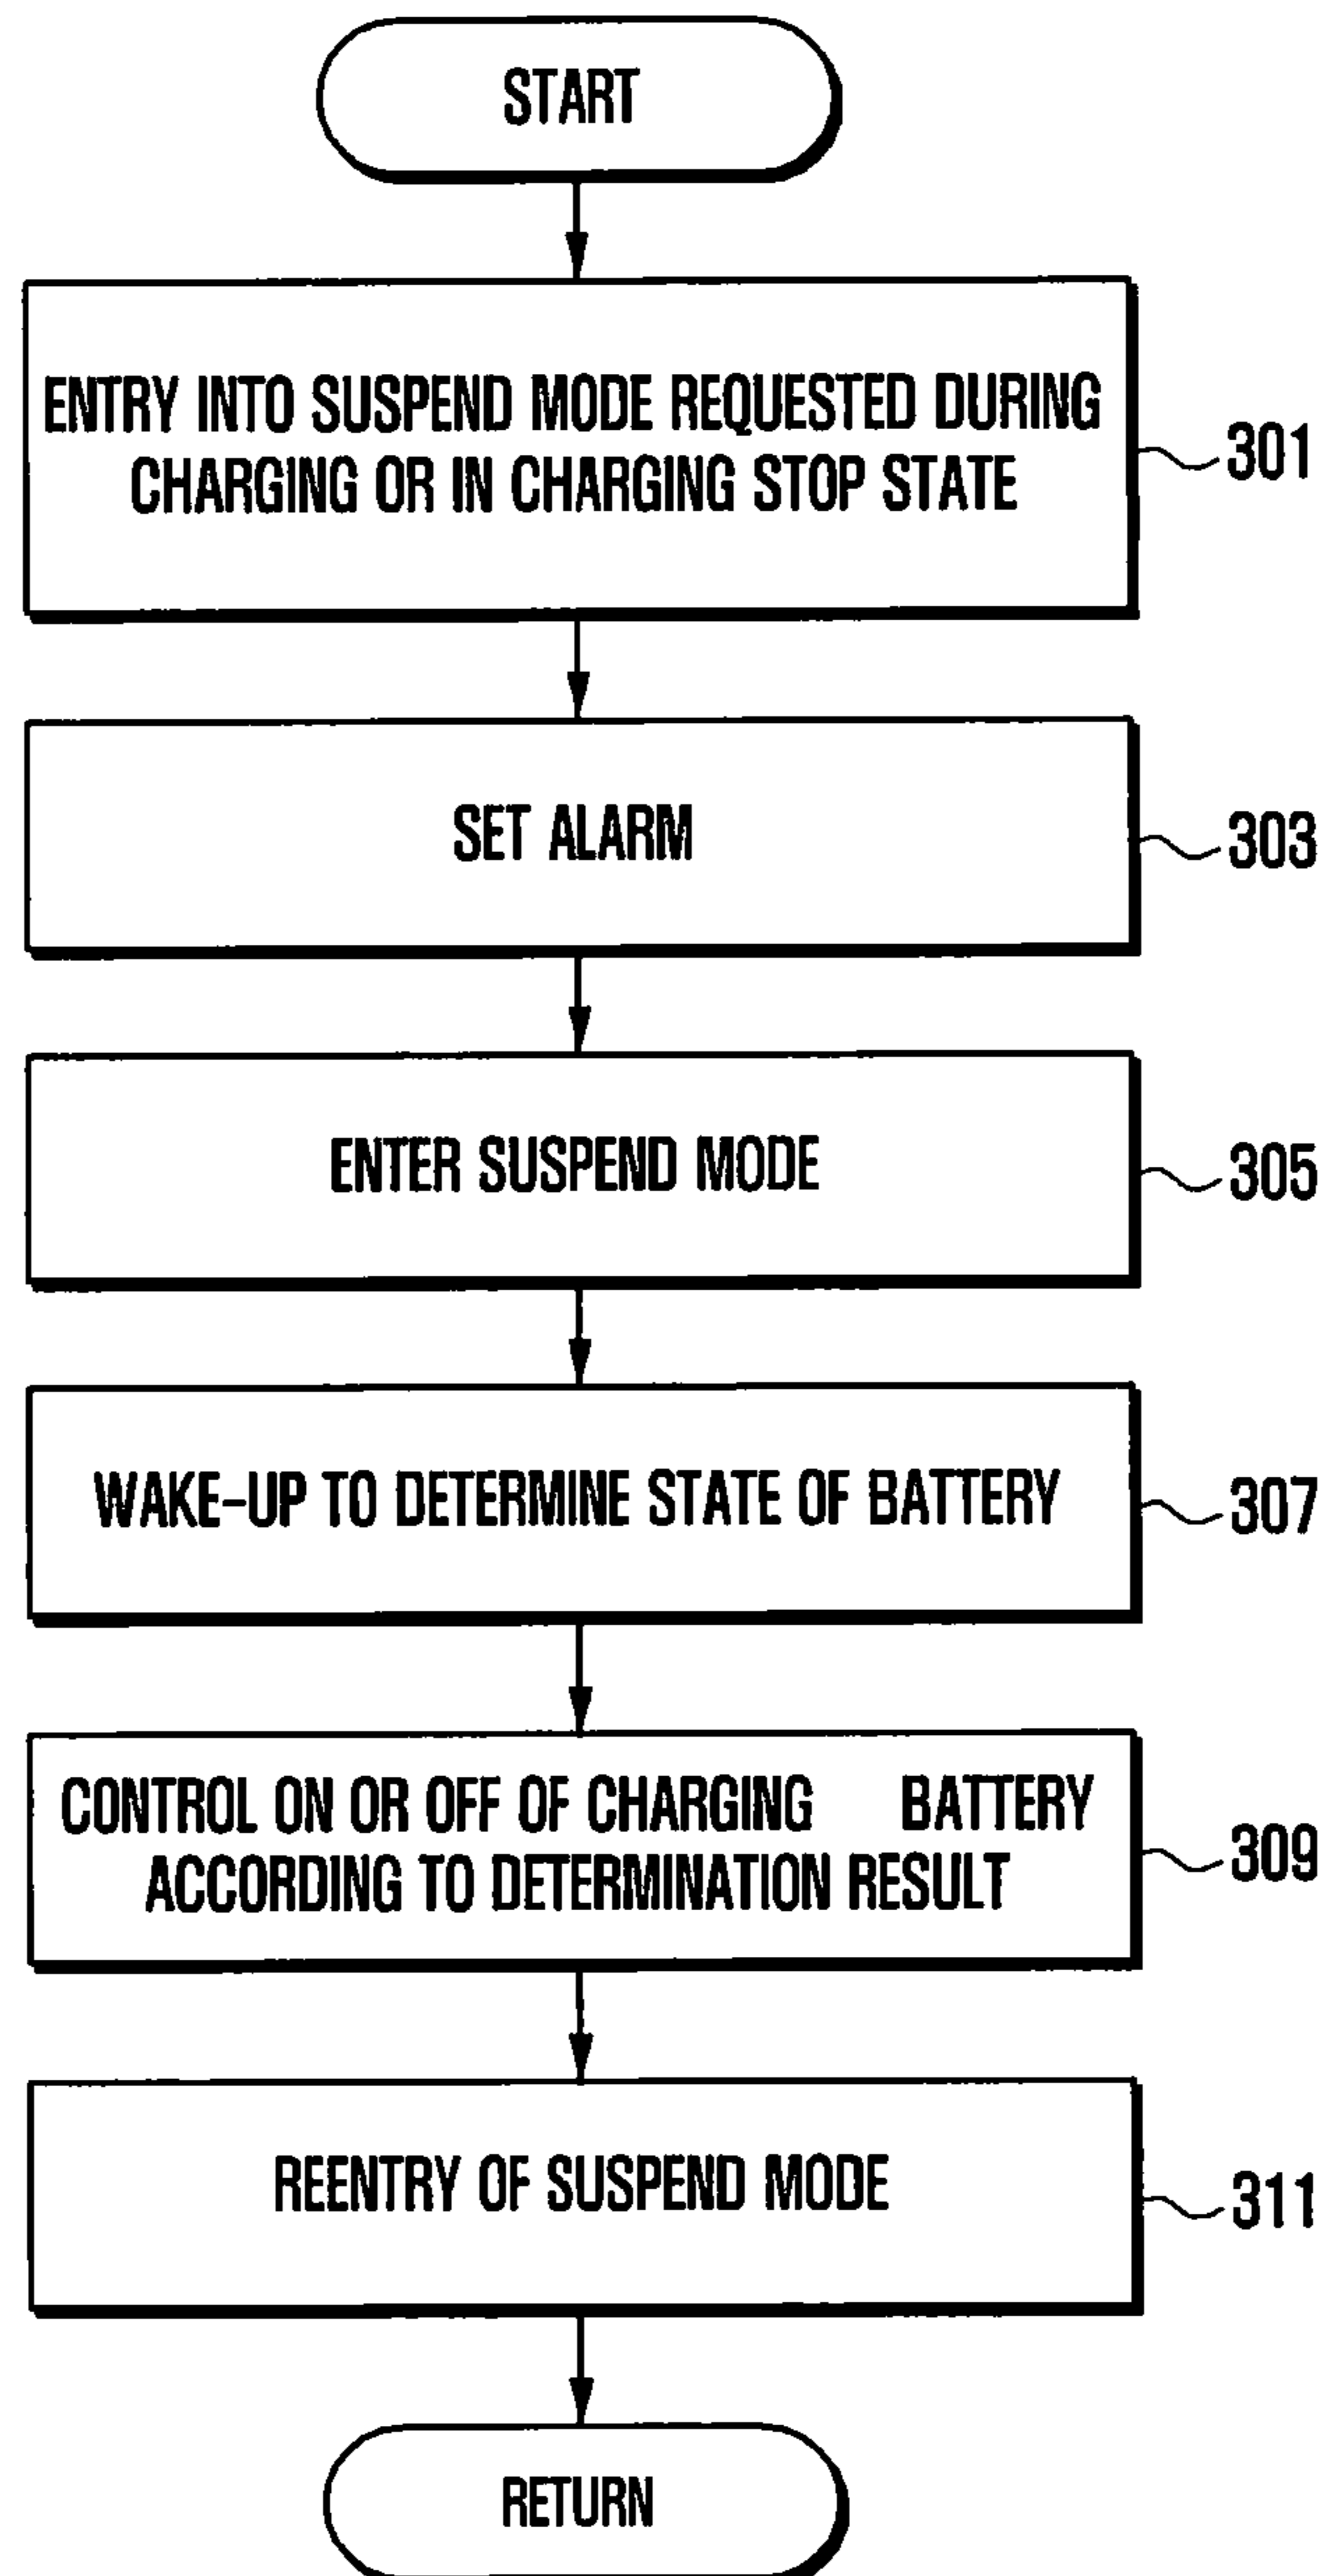 START
ENTRY INTO SUSPEND MODE REQUESTED DURING
CHARGING OR IN CHARGING STOP STATE
301
SET ALARM
303
ENTER SUSPEND MODE
305
WAKE-UP TO DETERMINE STATE OF BATTERY
307
CONTROL ON OR OFF OF CHARGING BATTERY
ACCORDING TO DETERMINATION RESULT
309
REENTRY OF SUSPEND MODE
311
RETURN